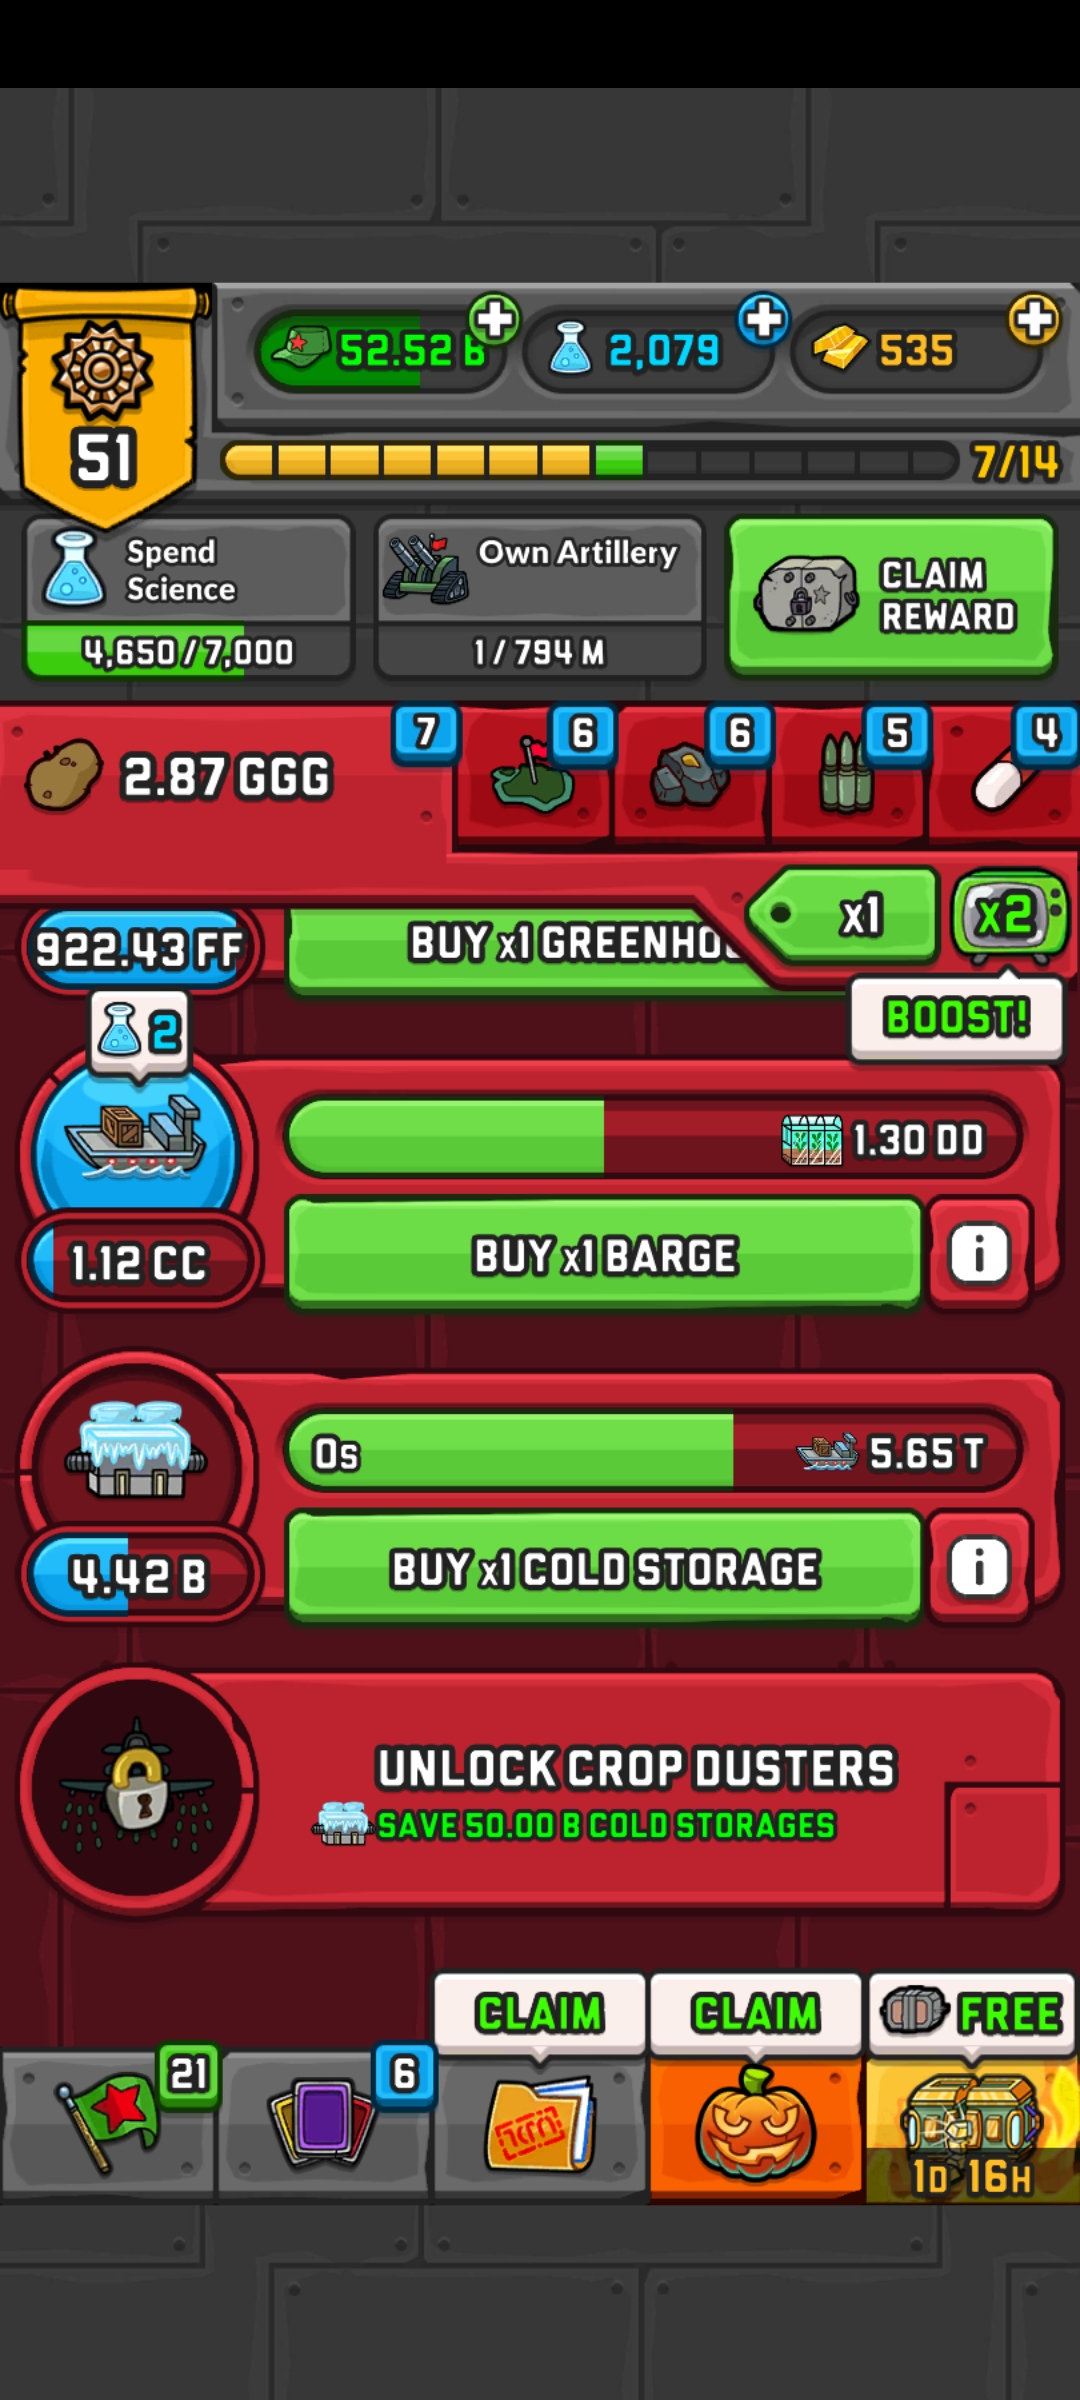 52.52 B
2,079
535
51
7/14
Spend
Science
4,650/7,000
Own Artillery
1/794 M
CLAIM
REWARD
2.87 GGG
7
6
6
5
4
x1
x2
BOOST!
922.43 FF
BUY x1
2
1.30 DD
1.12 CC
BUY x1 BARGE
i
0s
5.65 T
4.42 B
BUY x1 COLD STORAGE
i
UNLOCK CROP DUSTERS
SAVE 50.00 B COLD STORAGES
CLAIM
CLAIM
FREE
21
6
1D 16H